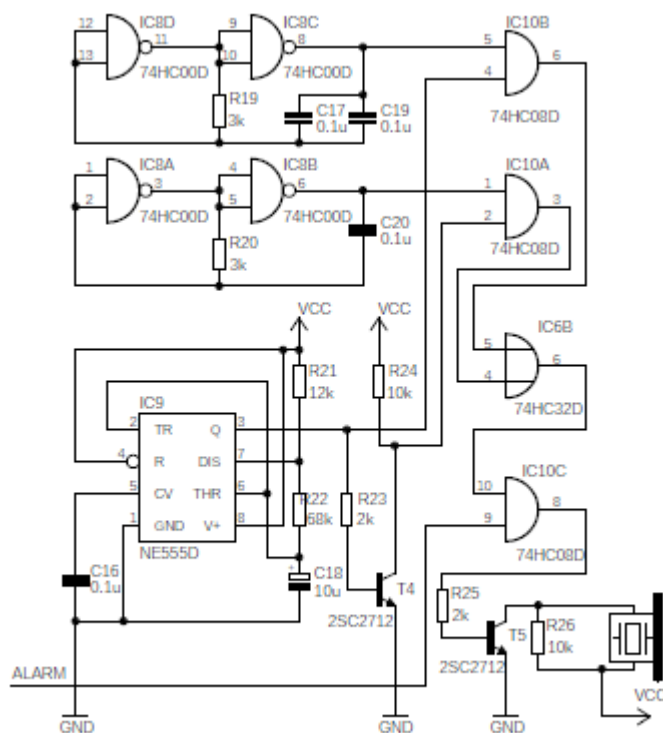 IC8D
12
13
11
74HC00D
IC8C
9
10
8
74HC00D
IC10B
5
4
6
74HC08D
R19
3k
C17
0.1u
C19
0.1u
IC8A
1
2
3
74HC00D
IC8B
4
5
6
74HC00D
IC10A
1
2
3
74HC08D
R20
3k
C20
0.1u
VCC
VCC
R21
12k
R24
10k
IC6B
5
4
6
74HC32D
IC9
2
TR
Q
3
4
R
DIS
7
5
CV
THR
6
1
GND
V+
8
NE555D
R22
68k
R23
2k
IC10C
10
9
8
74HC08D
C16
0.1u
+
C18
10u
T4
2SC2712
R25
2k
T5
2SC2712
R26
10k
ALARM
VCC
GND
GND
GND